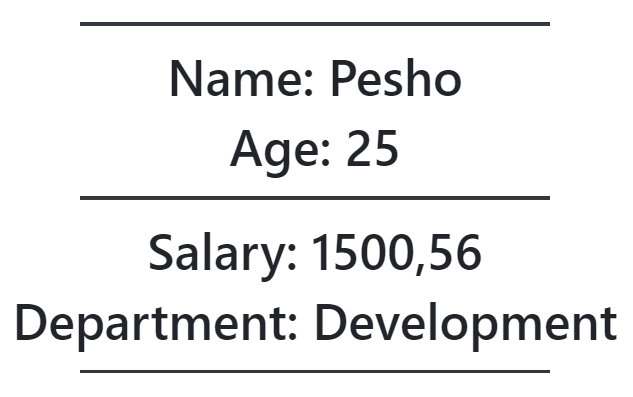 Name: Pesho
Age: 25
Salary: 1500,56
Department: Development